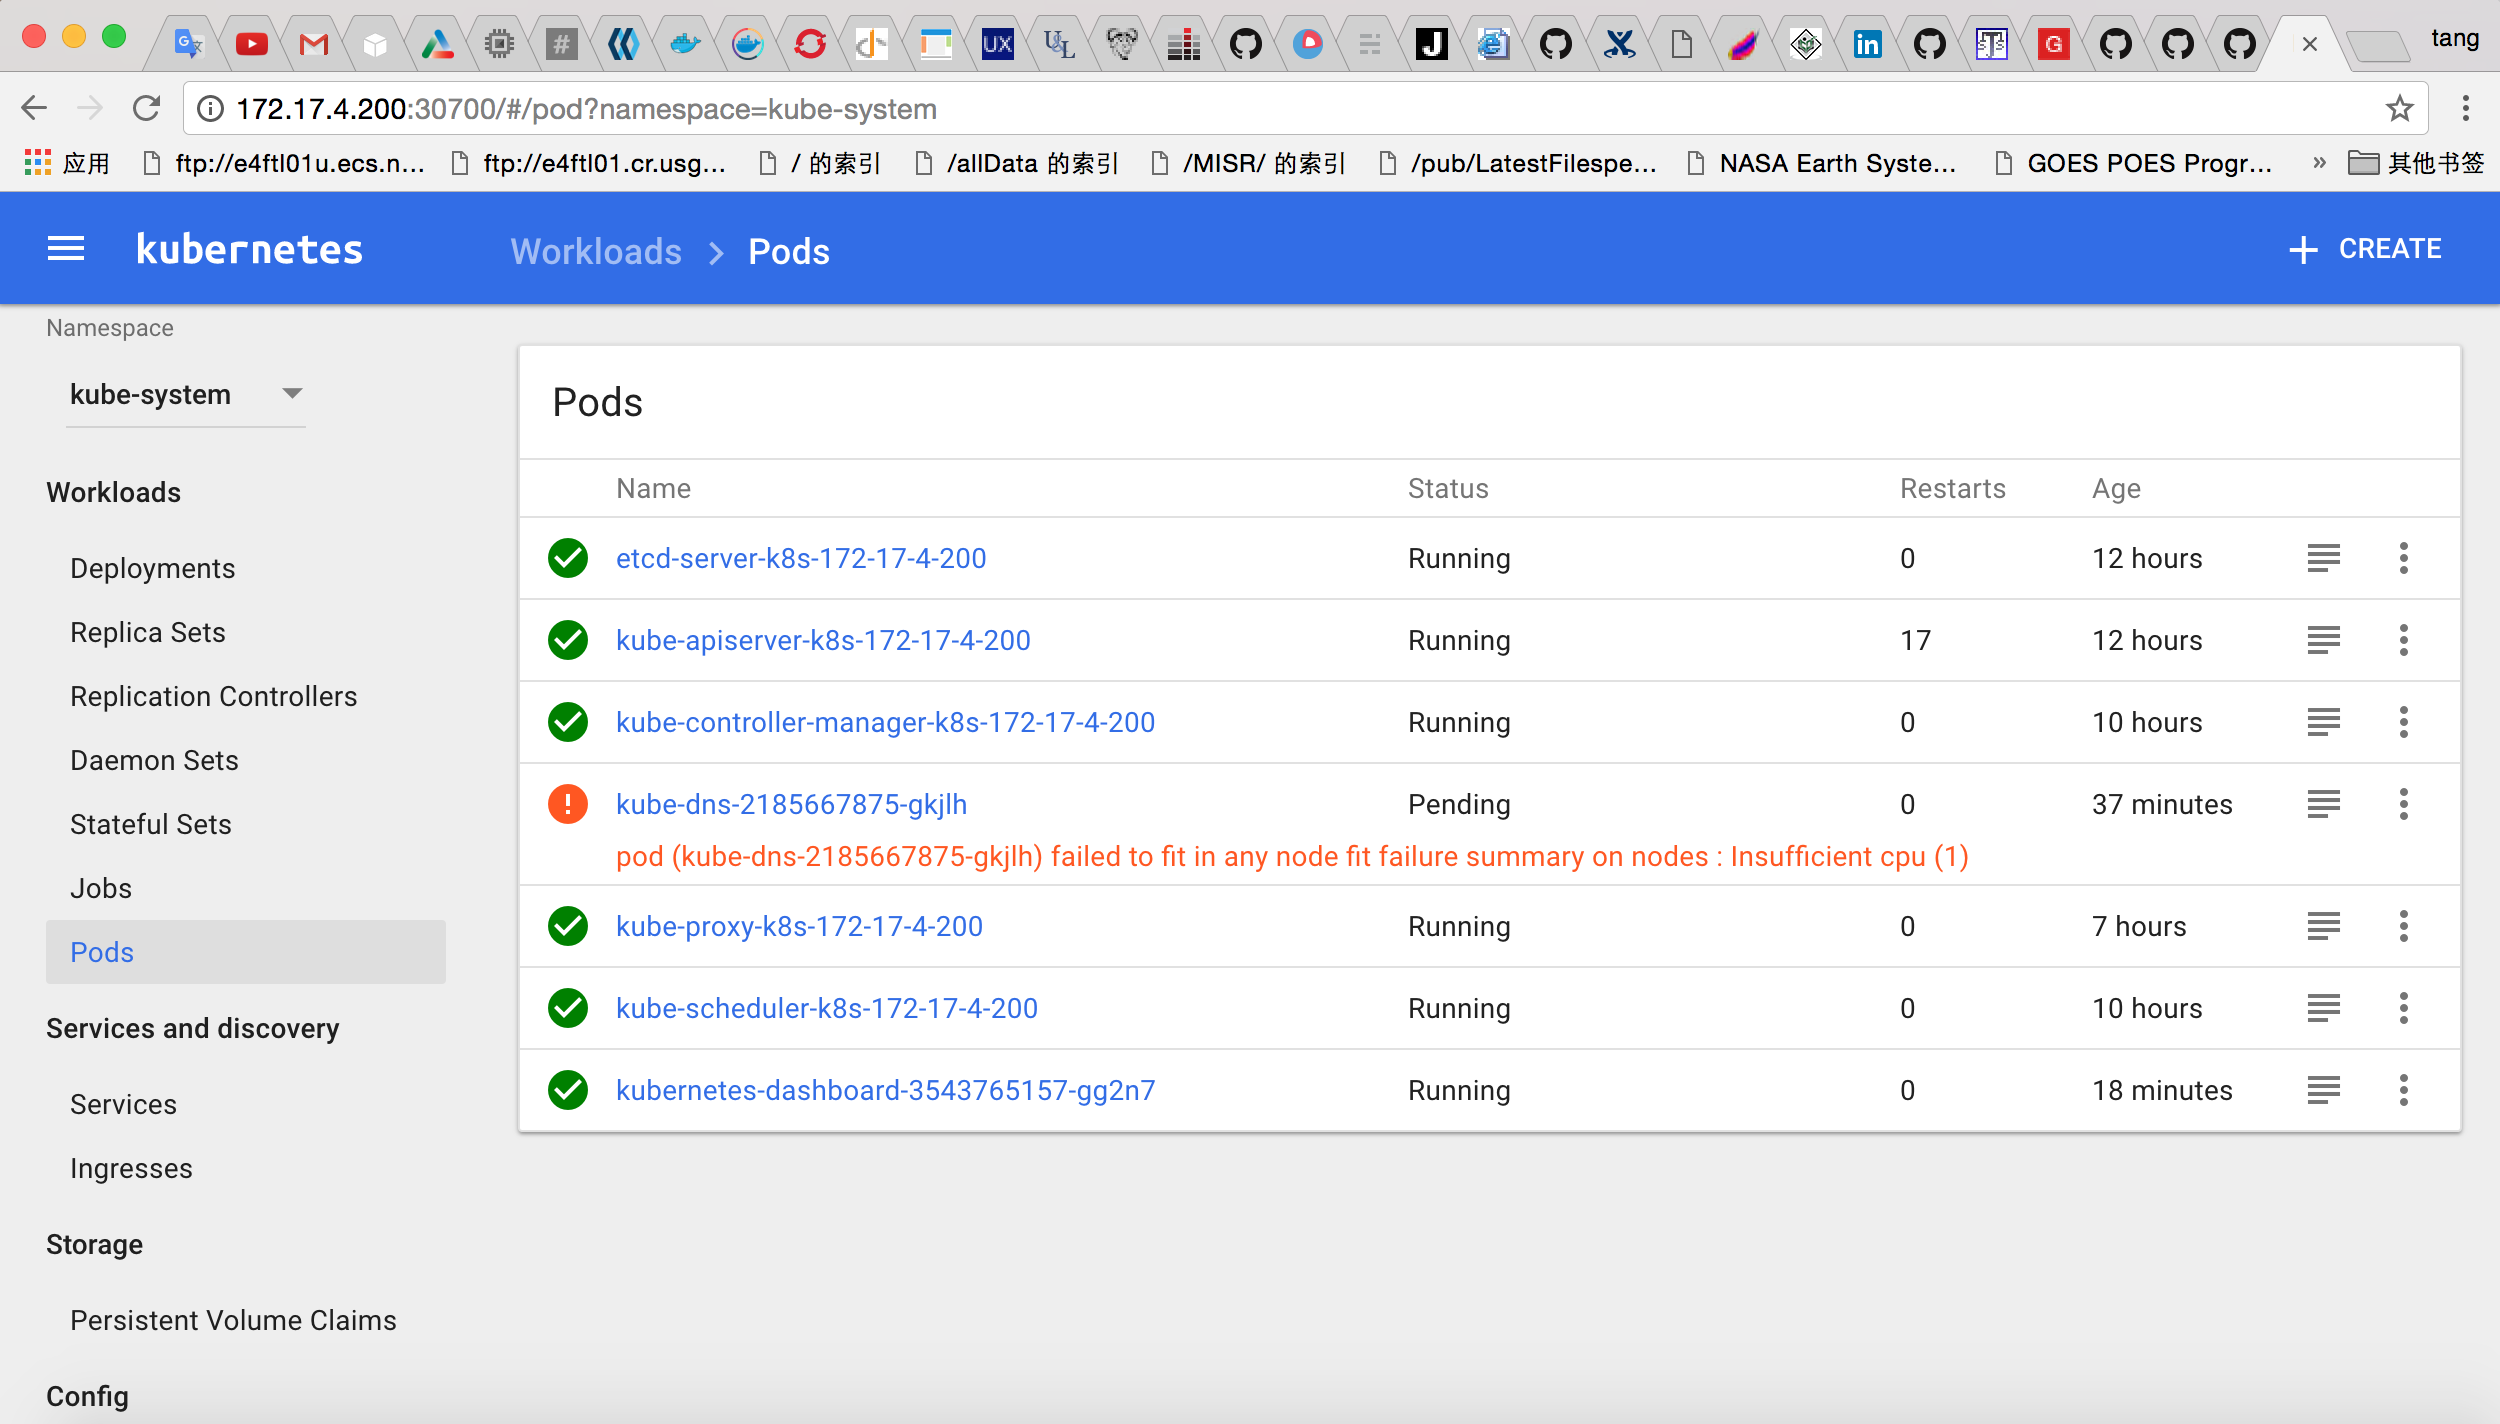 tang
172.17.4.200:30700/#/pod?namespace=kube-system
应用 ftp://e4ftl01u.ecs.n... ftp://e4ftl01.cr.usg... / 的索引 /allData 的索引 /MISR/ 的索引 /pub/LatestFilespe... NASA Earth Syste... GOES POES Progr... » 其他书签
kubernetes Workloads > Pods + CREATE
Namespace
kube-system
Workloads
Deployments
Replica Sets
Replication Controllers
Daemon Sets
Stateful Sets
Jobs
Pods
Services and discovery
Services
Ingresses
Storage
Persistent Volume Claims
Config
Pods
Name Status Restarts Age
etcd-server-k8s-172-17-4-200 Running 0 12 hours
kube-apiserver-k8s-172-17-4-200 Running 17 12 hours
kube-controller-manager-k8s-172-17-4-200 Running 0 10 hours
kube-dns-2185667875-gkjlh Pending 0 37 minutes
pod (kube-dns-2185667875-gkjlh) failed to fit in any node fit failure summary on nodes : Insufficient cpu (1)
kube-proxy-k8s-172-17-4-200 Running 0 7 hours
kube-scheduler-k8s-172-17-4-200 Running 0 10 hours
kubernetes-dashboard-3543765157-gg2n7 Running 0 18 minutes